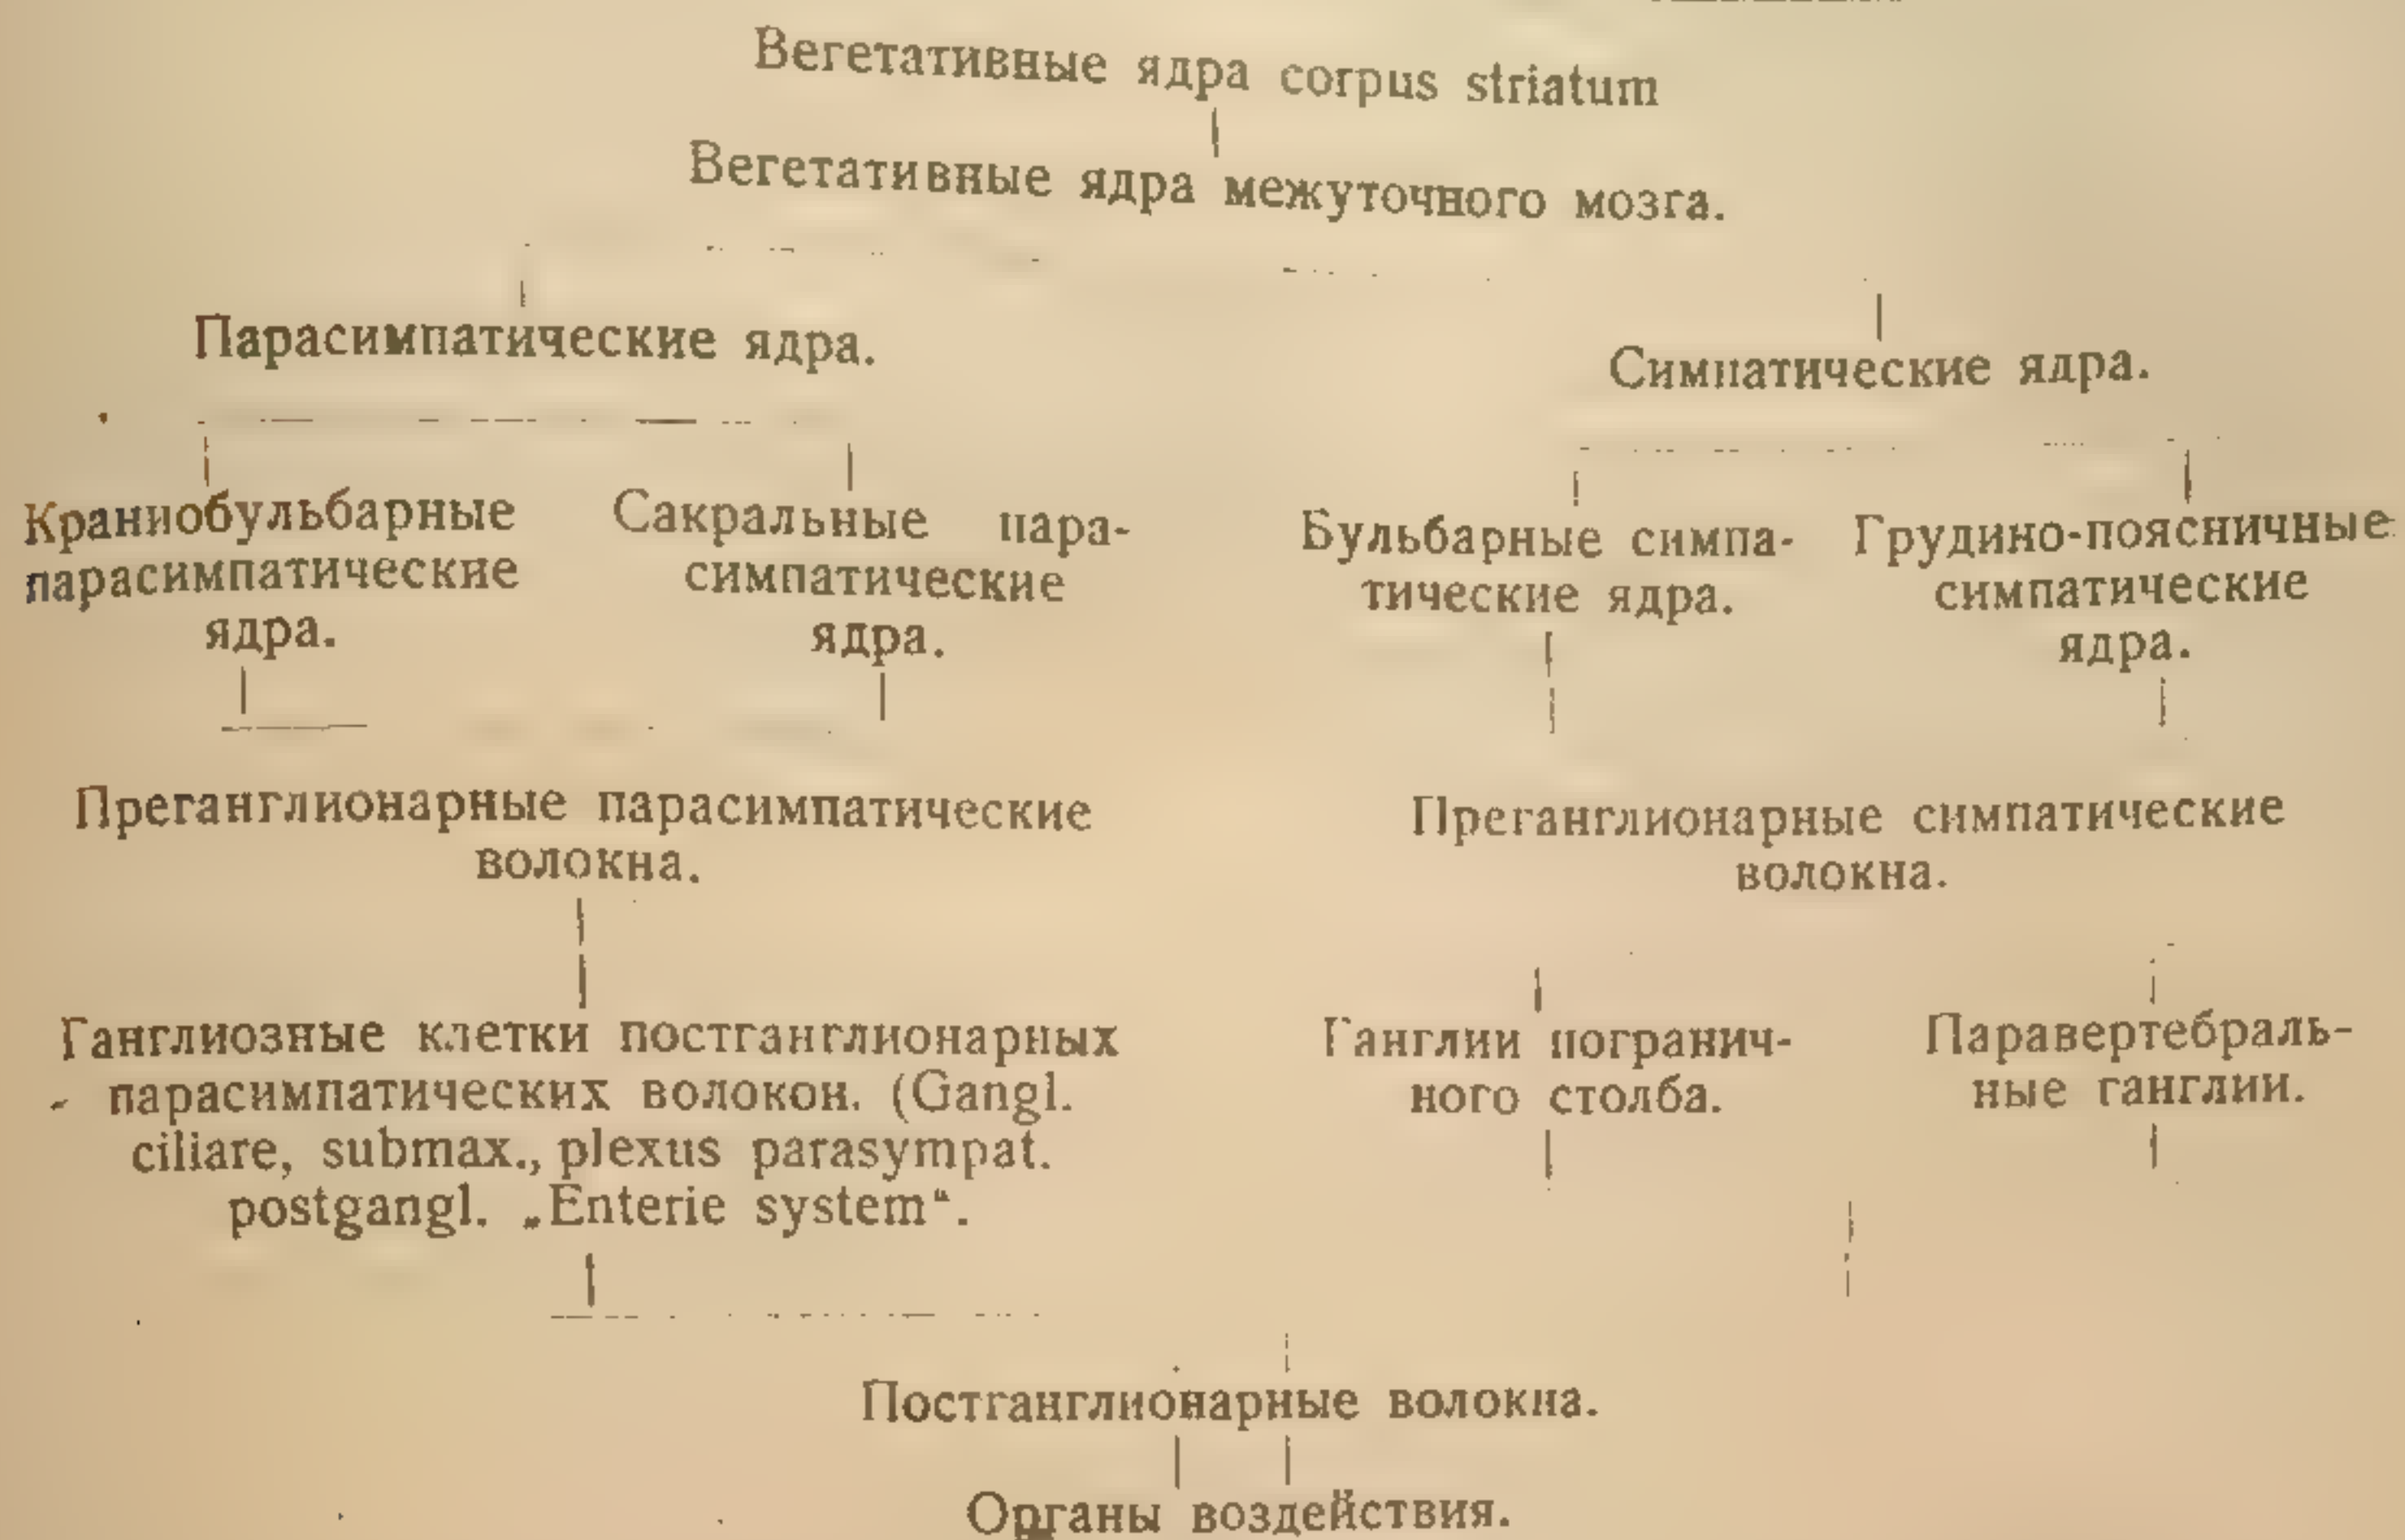 Вегетативные ядра corpus striatum
Вегетативные ядра межуточного мозга.
Парасимпатические ядра.
Симпатические ядра.
Краниобульбарные
парасимпатические
ядра.
Сакральные пара-
симпатические
ядра.
Бульбарные симпа-
тические ядра.
Грудино-поясничные
симпатические
ядра.
Преганглионарные парасимпатические
волокна.
Преганглионарные симпатические
волокна.
Ганглиозные клетки постганглионарных
парасимпатических волокон. (Gangl.
ciliare, submax., plexus parasympat.
postgangl. „Enterie system“.
Ганглии погранич-
ного столба.
Паравертебраль-
ные ганглии.
Постганглионарные волокна.
Органы воздействия.